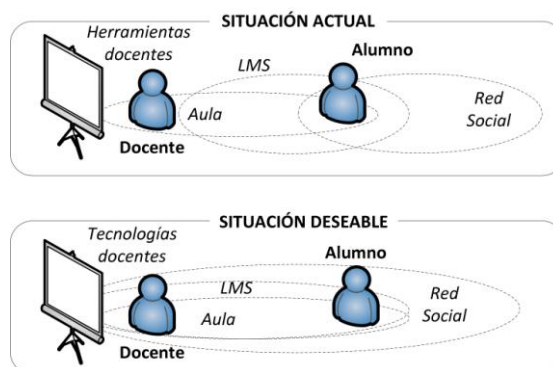 SITUACIÓN ACTUAL
Herramientas
docentes
LMS
Alumno
Aula
Red
Social
Docente
SITUACIÓN DESEABLE
Tecnologías
docentes
Alumno
LMS
Red
Social
Aula
Docente